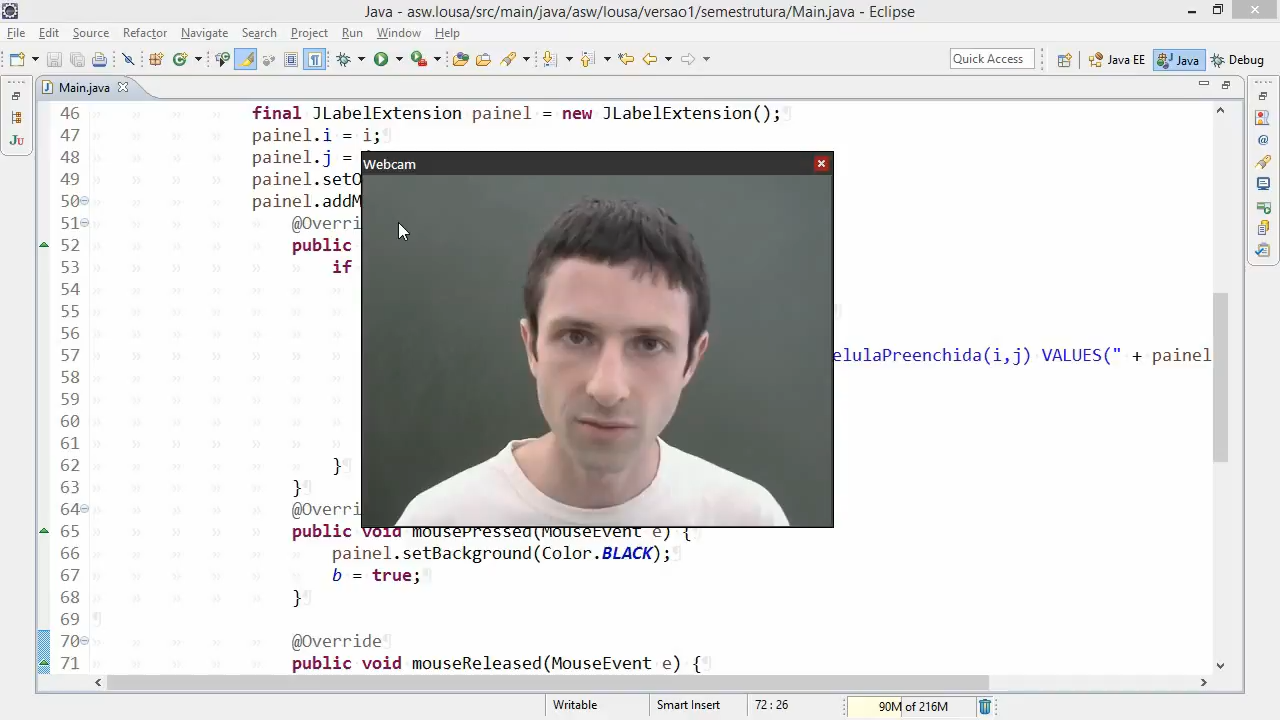 Java - asw.lousa/src/main/java/asw/lousa/versao1/semestrutura/Main.java - Eclipse
File Edit Source Refactor Navigate Search Project Run Window Help
Quick Access Java EE Java Debug
Main.java
46 final JLabelExtension painel = new JLabelExtension();
47 painel.i = i;
48 painel.j =
49 painel.setO
50 painel.addM
51 @Overri
52 public
53 if
54
55
56
57 elulaPreenchida(i,j) VALUES(" + painel
58
59
60
61
62 }
63 }
64 @Overri
65 public void mousePressed(MouseEvent e) {
66 painel.setBackground(Color.BLACK);
67 b = true;
68 }
69
70 @Override
71 public void mouseReleased(MouseEvent e) {
Webcam
Writable Smart Insert 72 : 26 90M of 216M